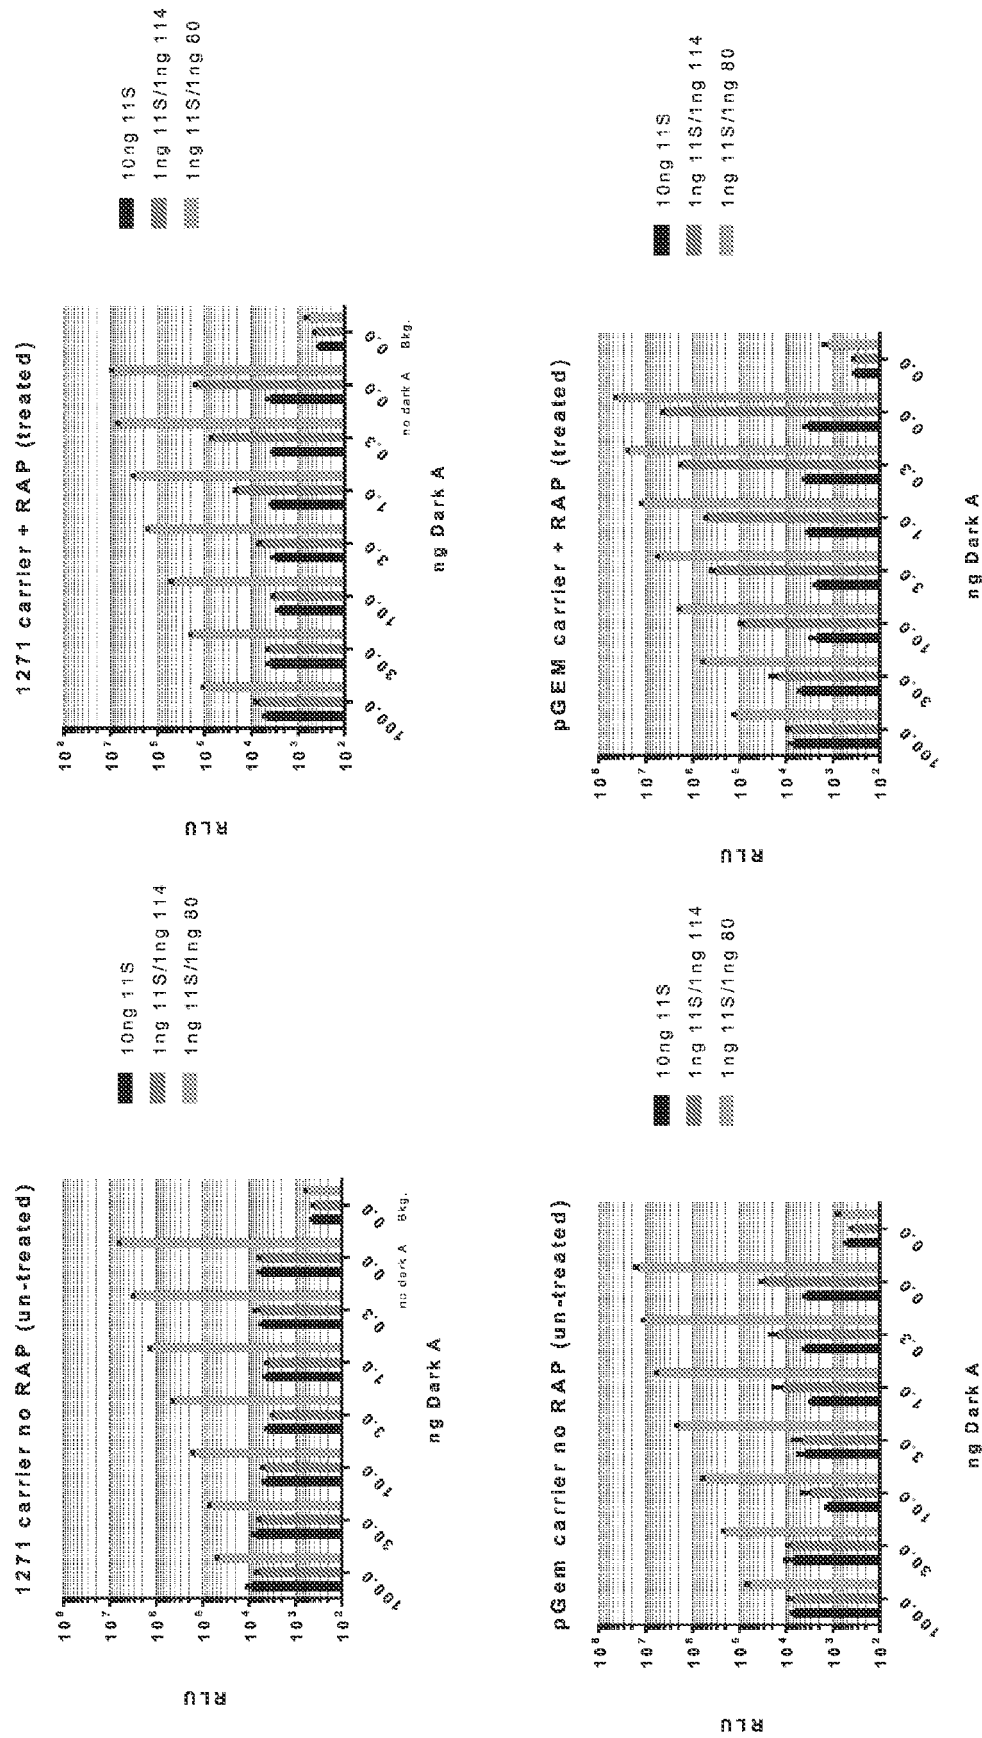 1271 carrier no RAP (un-treated)
RLU
10⁸
10⁷
10⁶
10⁵
10⁴
10³
10²
100.0
30.0
10.0
3.0
1.0
0.3
0.0
0.0
no dark A
Bkg.
ng Dark A
10ng 11S
1ng 11S/1ng 114
1ng 11S/1ng 80
1271 carrier + RAP (treated)
RLU
10⁸
10⁷
10⁶
10⁵
10⁴
10³
10²
100.0
30.0
10.0
3.0
1.0
0.3
0.0
0.0
no dark A
Bkg.
ng Dark A
10ng 11S
1ng 11S/1ng 114
1ng 11S/1ng 80
pGem carrier no RAP (un-treated)
RLU
10⁸
10⁷
10⁶
10⁵
10⁴
10³
10²
100.0
30.0
10.0
3.0
1.0
0.3
0.0
0.0
ng Dark A
10ng 11S
1ng 11S/1ng 114
1ng 11S/1ng 80
pGEM carrier + RAP (treated)
RLU
10⁸
10⁷
10⁶
10⁵
10⁴
10³
10²
100.0
30.0
10.0
3.0
1.0
0.3
0.0
0.0
ng Dark A
10ng 11S
1ng 11S/1ng 114
1ng 11S/1ng 80